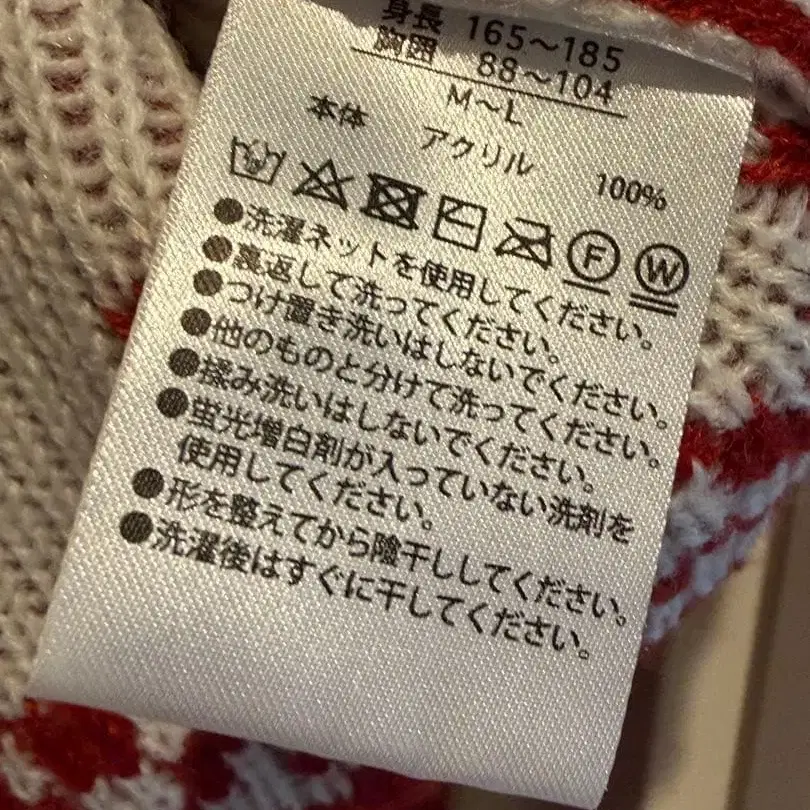 身長 165～185
胸囲 88～104
M～L
本体 アクリル 100%
F W
●洗濯ネットを使用してください。
●裏返して洗ってください。
●つけ置き洗いはしないでください。
●他のものと分けて洗ってください。
●揉み洗いはしないでください。
●蛍光増白剤が入っていない洗剤を
使用してください。
●形を整えてから陰干ししてください。
●洗濯後はすぐに干してください。